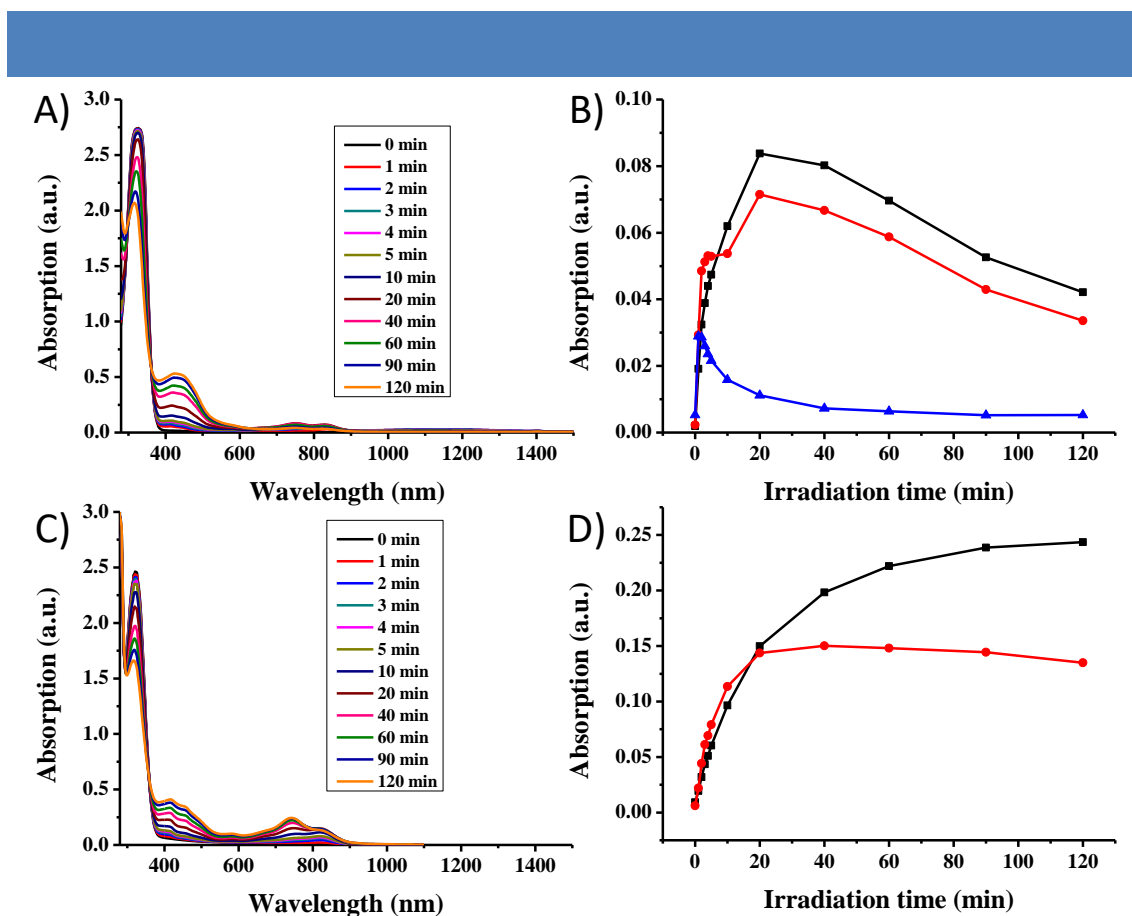 A)
3.0
2.5
2.0
1.5
1.0
0.5
0.0
Absorption (a.u.)
400 600 800 1000 1200 1400
Wavelength (nm)
0 min
1 min
2 min
3 min
4 min
5 min
10 min
20 min
40 min
60 min
90 min
120 min
B)
0.10
0.08
0.06
0.04
0.02
0.00
Absorption (a.u.)
0 20 40 60 80 100 120
Irradiation time (min)
C)
3.0
2.5
2.0
1.5
1.0
0.5
0.0
Absorption (a.u.)
400 600 800 1000 1200 1400
Wavelength (nm)
0 min
1 min
2 min
3 min
4 min
5 min
10 min
20 min
40 min
60 min
90 min
120 min
D)
0.25
0.20
0.15
0.10
0.05
0.00
Absorption (a.u.)
0 20 40 60 80 100 120
Irradiation time (min)